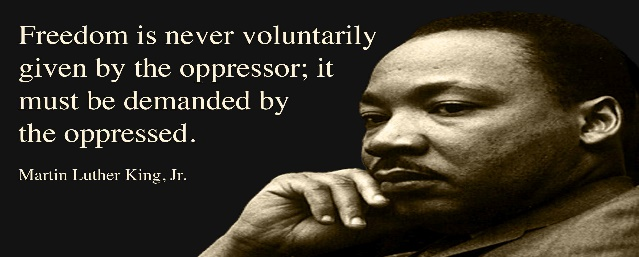 Freedom is never voluntarily
given by the oppressor; it
must be demanded by
the oppressed.
Martin Luther King, Jr.